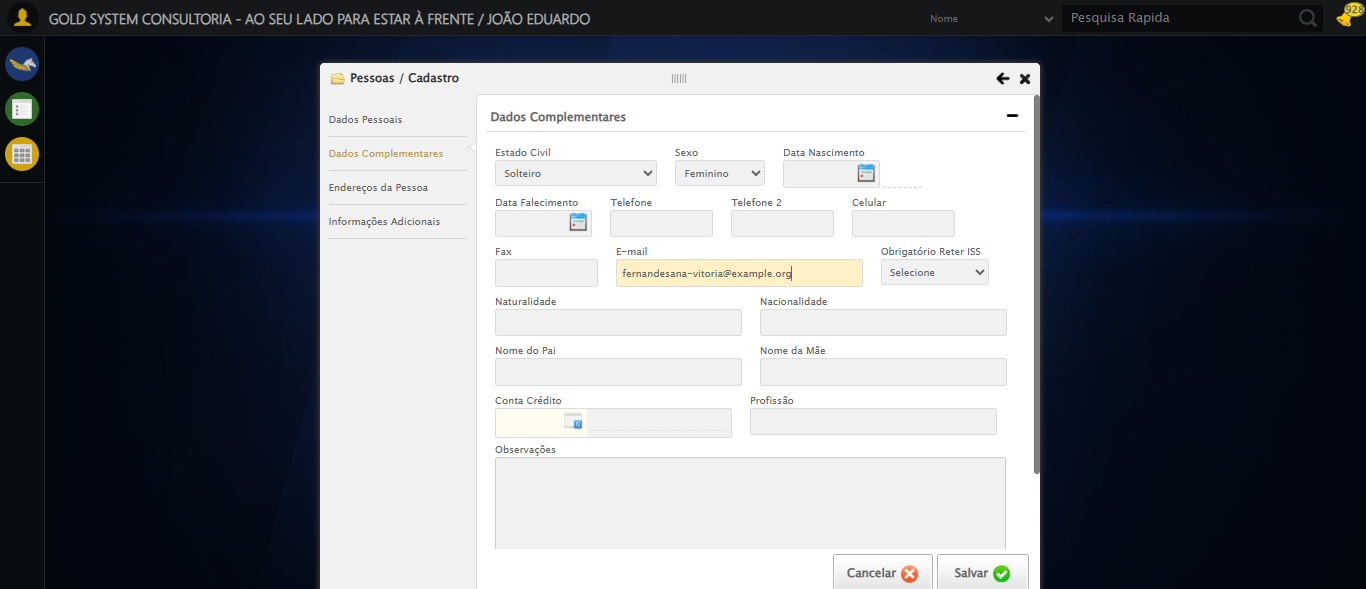 GOLD SYSTEM CONSULTORIA - AO SEU LADO PARA ESTAR À FRENTE / JOÃO EDUARDO
Nome
Pesquisa Rapida
928
Pessoas / Cadastro
Dados Pessoais
Dados Complementares
Endereços da Pessoa
Informações Adicionais
Dados Complementares
Estado Civil
Sexo
Data Nascimento
Solteiro
Feminino
Data Falecimento
Telefone
Telefone 2
Celular
Fax
E-mail
Obrigatório Reter ISS
fernandesana-vitoria@example.org
Selecione
Naturalidade
Nacionalidade
Nome do Pai
Nome da Mãe
Conta Crédito
Profissão
Observações
Cancelar
Salvar